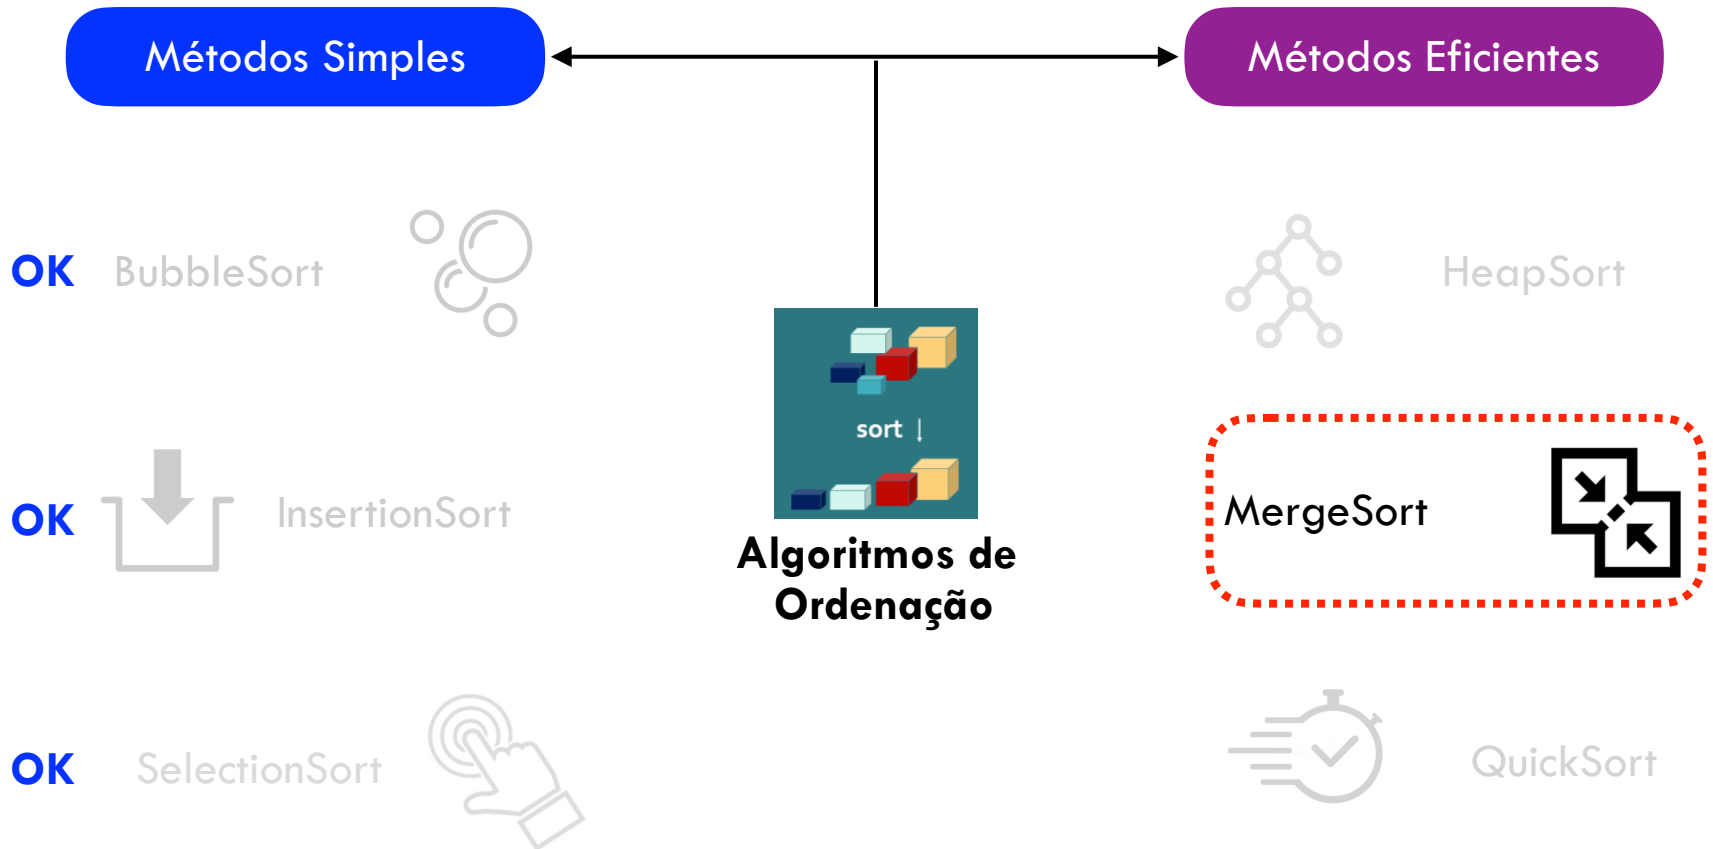 Métodos Simples
Métodos Eficientes
OK BubbleSort
HeapSort
sort ↓
OK InsertionSort
MergeSort
Algoritmos de
Ordenação
OK SelectionSort
QuickSort